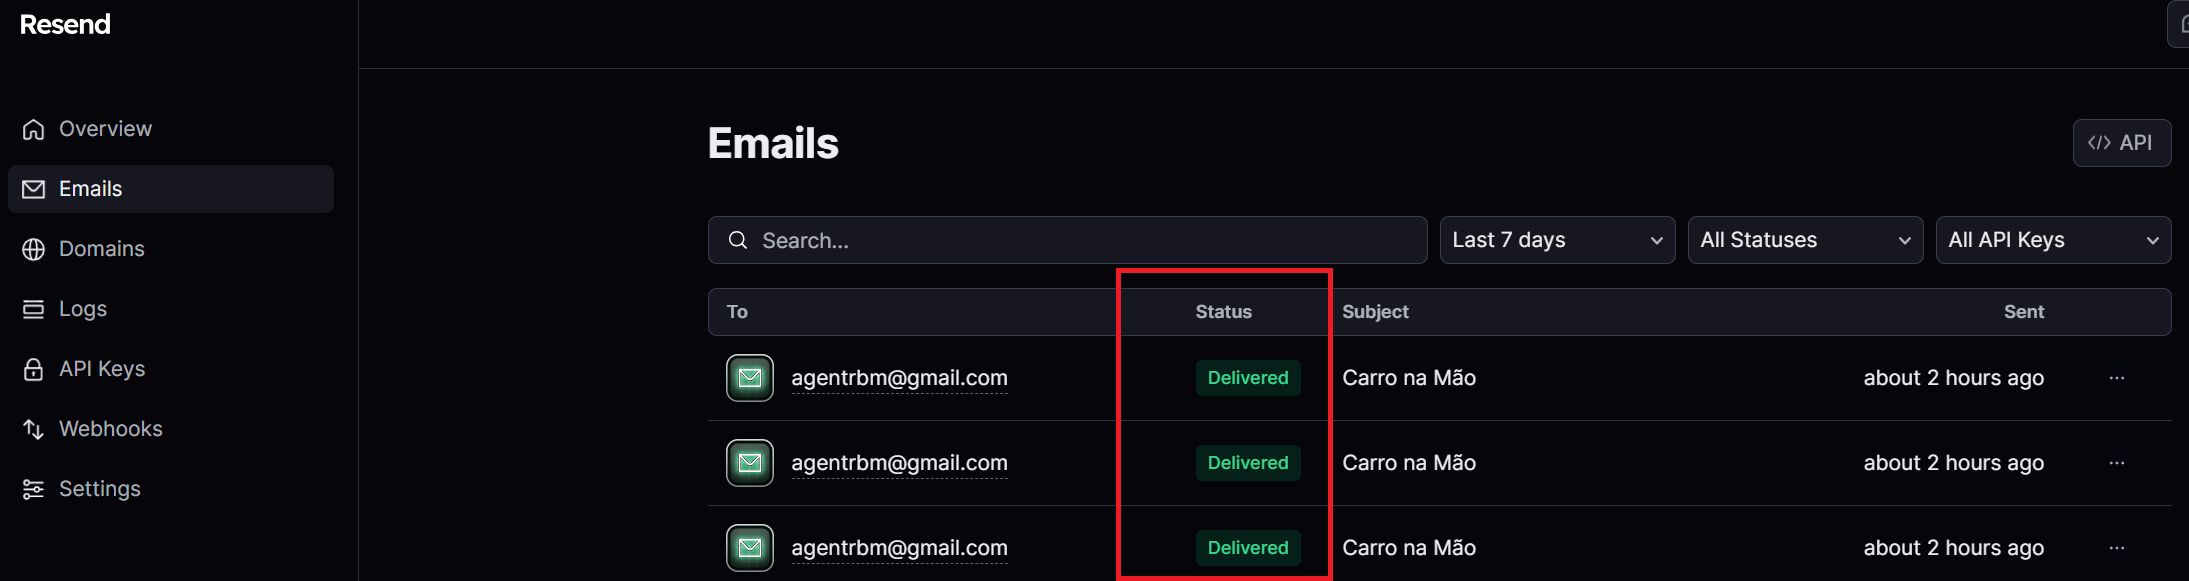 Resend
Overview
Emails
Domains
Logs
API Keys
Webhooks
Settings
Emails
</> API
Search...
Last 7 days
All Statuses
All API Keys
To Status Subject Sent
agentrbm@gmail.com Delivered Carro na Mão about 2 hours ago ...
agentrbm@gmail.com Delivered Carro na Mão about 2 hours ago ...
agentrbm@gmail.com Delivered Carro na Mão about 2 hours ago ...